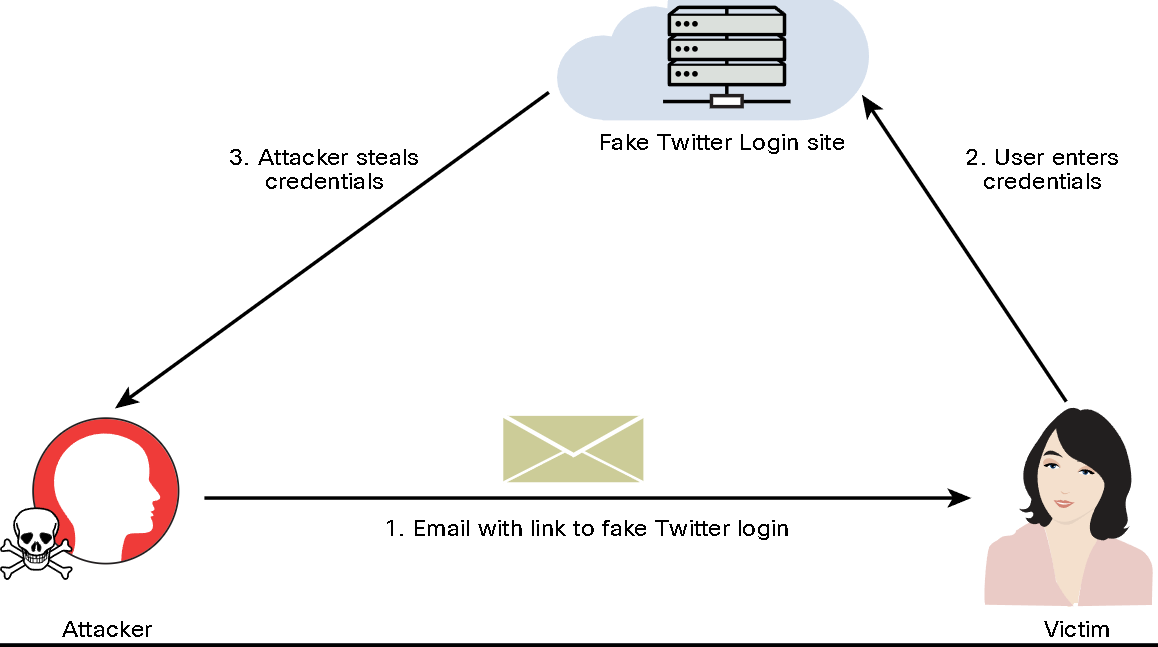 Fake Twitter Login site
3. Attacker steals
credentials
2. User enters
credentials
1. Email with link to fake Twitter login
Attacker
Victim